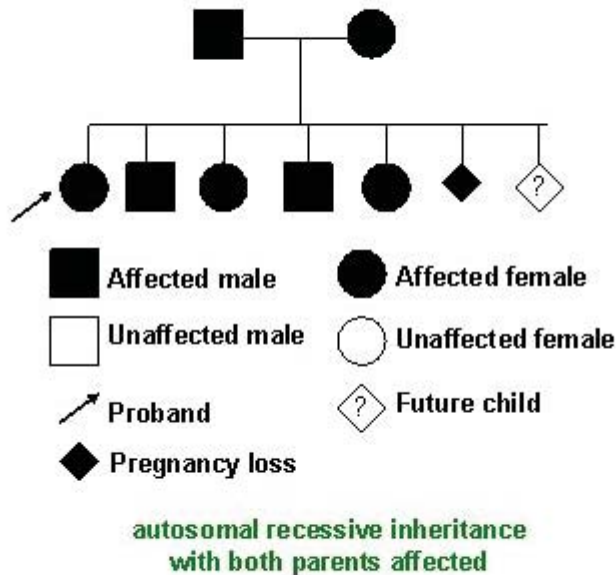 ?
Affected male
Affected female
Unaffected male
Unaffected female
Proband
? Future child
Pregnancy loss
autosomal recessive inheritance
with both parents affected